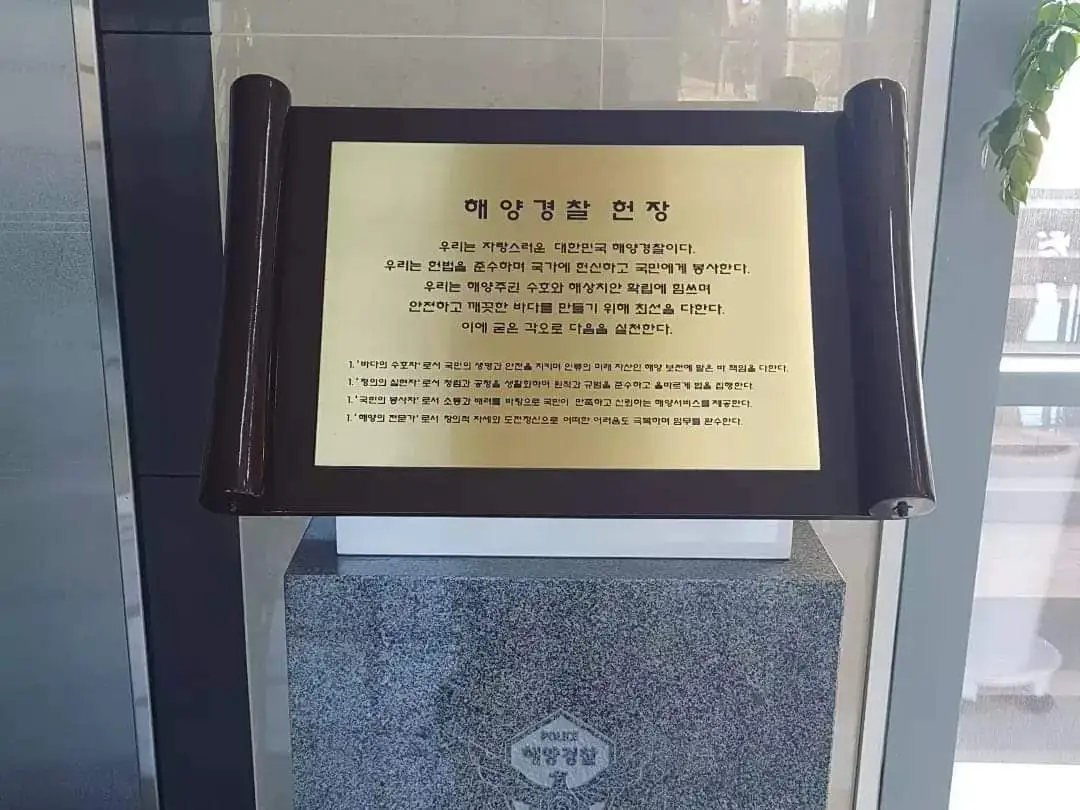 해양경찰 헌장
우리는 자랑스러운 대한민국 해양경찰이다.
우리는 헌법을 준수하며 국가에 헌신하고 국민에게 봉사한다.
우리는 해양주권 수호와 해상치안 확립에 힘쓰며
안전하고 깨끗한 바다를 만들기 위해 최선을 다한다.
이에 굳은 각오로 다음을 실천한다.
1. '바다의 수호자' 로서 국민의 생명과 안전을 지키며 인류의 미래 자산인 해양 보전에 맡은 바 책임을 다한다.
1. '정의의 실현자' 로서 청렴과 공정을 생활화하며 원칙과 규범을 준수하고 올바르게 법을 집행한다.
1. '국민의 봉사자' 로서 소통과 배려를 바탕으로 국민이 만족하고 신뢰하는 해양서비스를 제공한다.
1. '해양의 전문가' 로서 창의적 자세와 도전정신으로 어떠한 어려움도 극복하며 임무를 완수한다.
POLICE
해양경찰